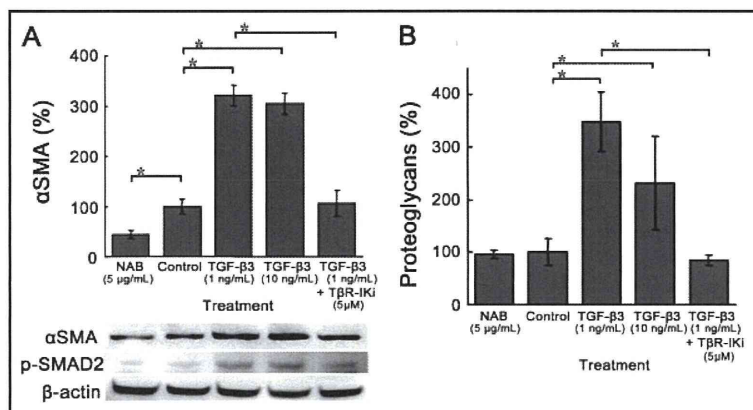 A
αSMA (%)
400
300
200
100
0
*
*
*
*
NAB
(5 μg/mL)
Control
TGF-β3
(1 ng/mL)
TGF-β3
(10 ng/mL)
TGF-β3
(1 ng/mL)
+ TβR-IKi
(5μM)
Treatment
αSMA
p-SMAD2
β-actin
B
Proteoglycans (%)
400
300
200
100
0
*
*
*
NAB
(5 μg/mL)
Control
TGF-β3
(1 ng/mL)
TGF-β3
(10 ng/mL)
TGF-β3
(1 ng/mL)
+ TβR-IKi
(5μM)
Treatment